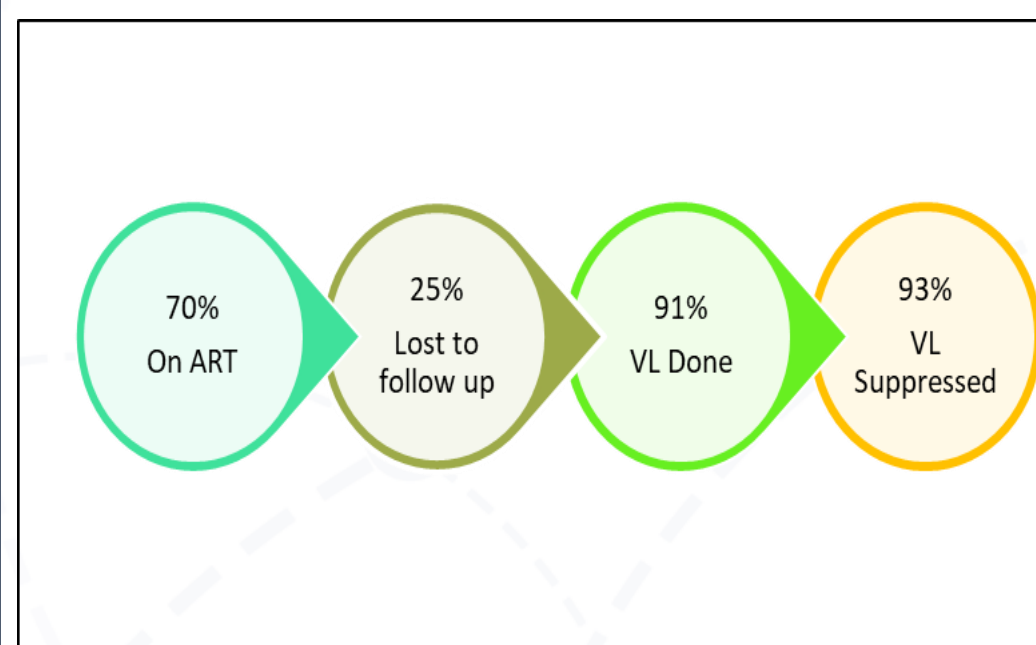 70%
On ART
25%
Lost to
follow up
91%
VL Done
93%
VL
Suppressed